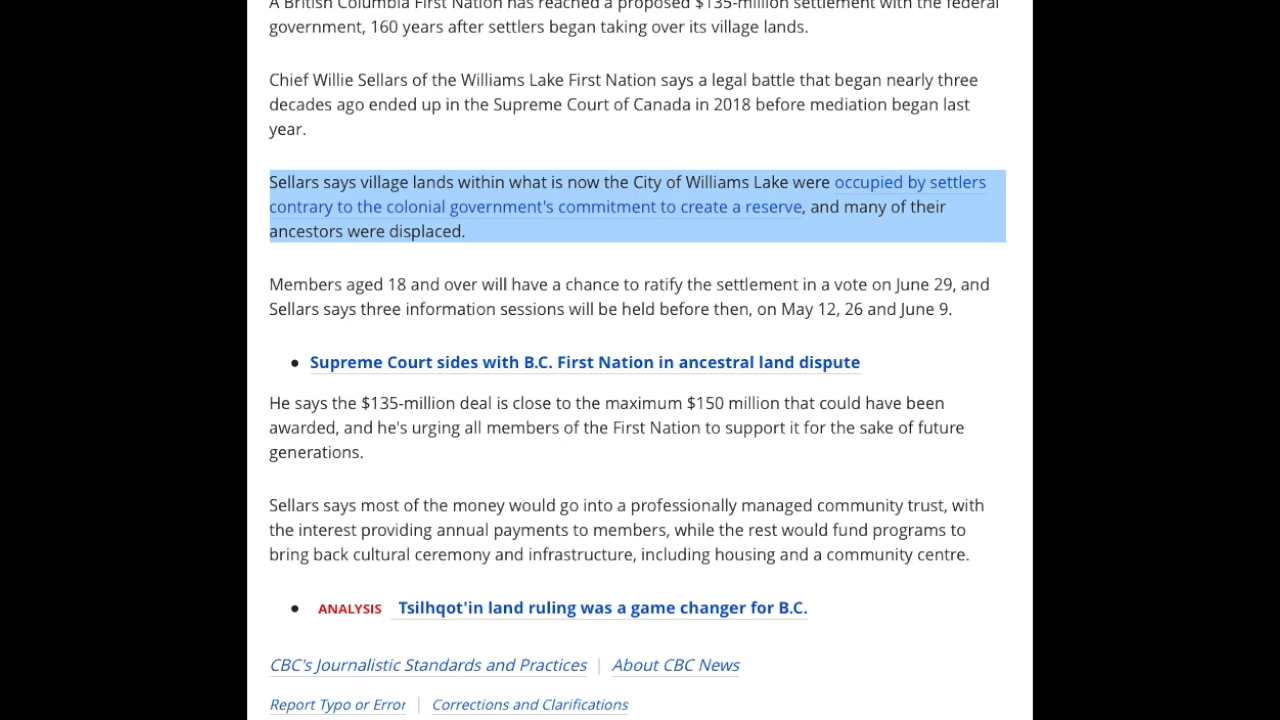 A British Columbia First Nation has reached a proposed $135-million settlement with the federal
government, 160 years after settlers began taking over its village lands.
Chief Willie Sellars of the Williams Lake First Nation says a legal battle that began nearly three
decades ago ended up in the Supreme Court of Canada in 2018 before mediation began last
year.
Sellars says village lands within what is now the City of Williams Lake were occupied by settlers
contrary to the colonial government's commitment to create a reserve, and many of their
ancestors were displaced.
Members aged 18 and over will have a chance to ratify the settlement in a vote on June 29, and
Sellars says three information sessions will be held before then, on May 12, 26 and June 9.
• Supreme Court sides with B.C. First Nation in ancestral land dispute
He says the $135-million deal is close to the maximum $150 million that could have been
awarded, and he's urging all members of the First Nation to support it for the sake of future
generations.
Sellars says most of the money would go into a professionally managed community trust, with
the interest providing annual payments to members, while the rest would fund programs to
bring back cultural ceremony and infrastructure, including housing and a community centre.
• ANALYSIS Tsilhqot'in land ruling was a game changer for B.C.
CBC's Journalistic Standards and Practices | About CBC News
Report Typo or Error | Corrections and Clarifications